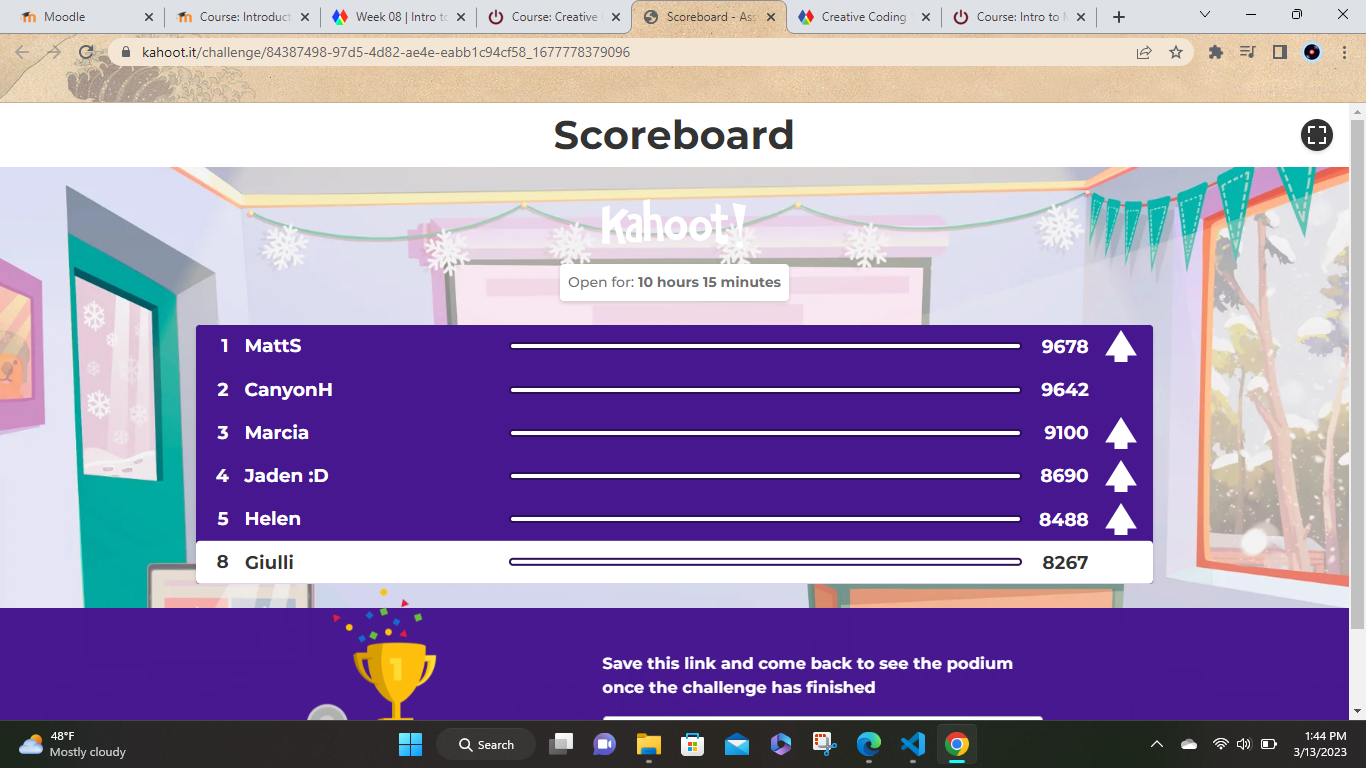 Moodle
Course: Introduct
Week 08 | Intro to
Course: Creative
Scoreboard - Ass
Creative Coding
Course: Intro to
kahoot.it/challenge/84387498-97d5-4d82-ae4e-eabb1c94cf58_1677778379096
Scoreboard
Kahoot!
Open for: 10 hours 15 minutes
1 MattS 9678
2 CanyonH 9642
3 Marcia 9100
4 Jaden :D 8690
5 Helen 8488
8 Giulli 8267
1
Save this link and come back to see the podium
once the challenge has finished
48°F
Mostly cloudy
Search
1:44 PM
3/13/2023